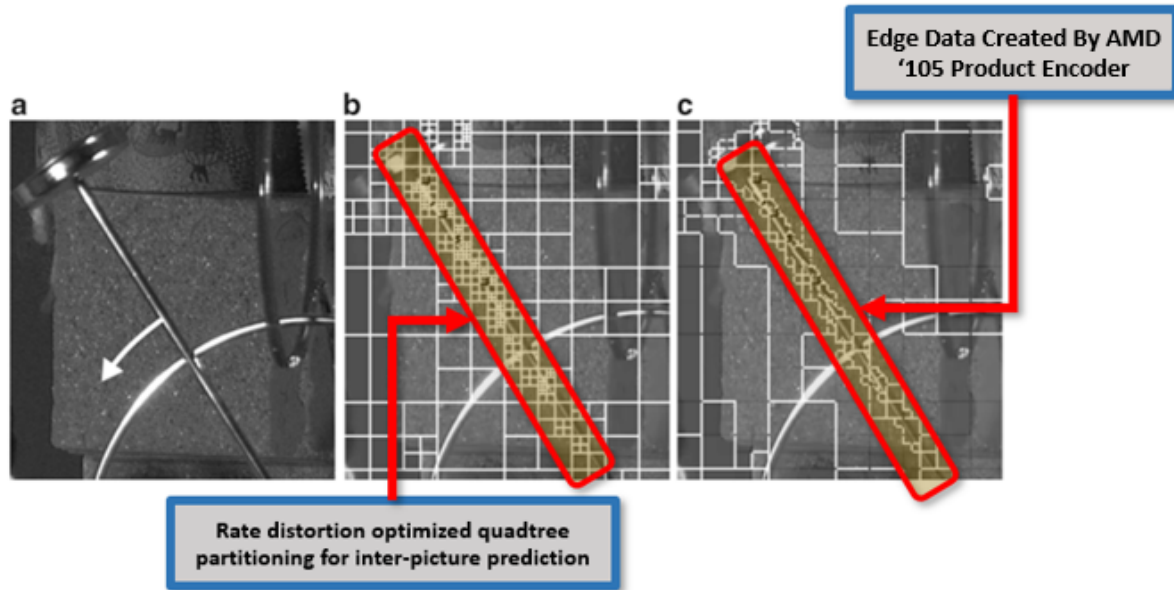 Edge Data Created By AMD
‘105 Product Encoder
a
b
c
Rate distortion optimized quadtree
partitioning for inter-picture prediction